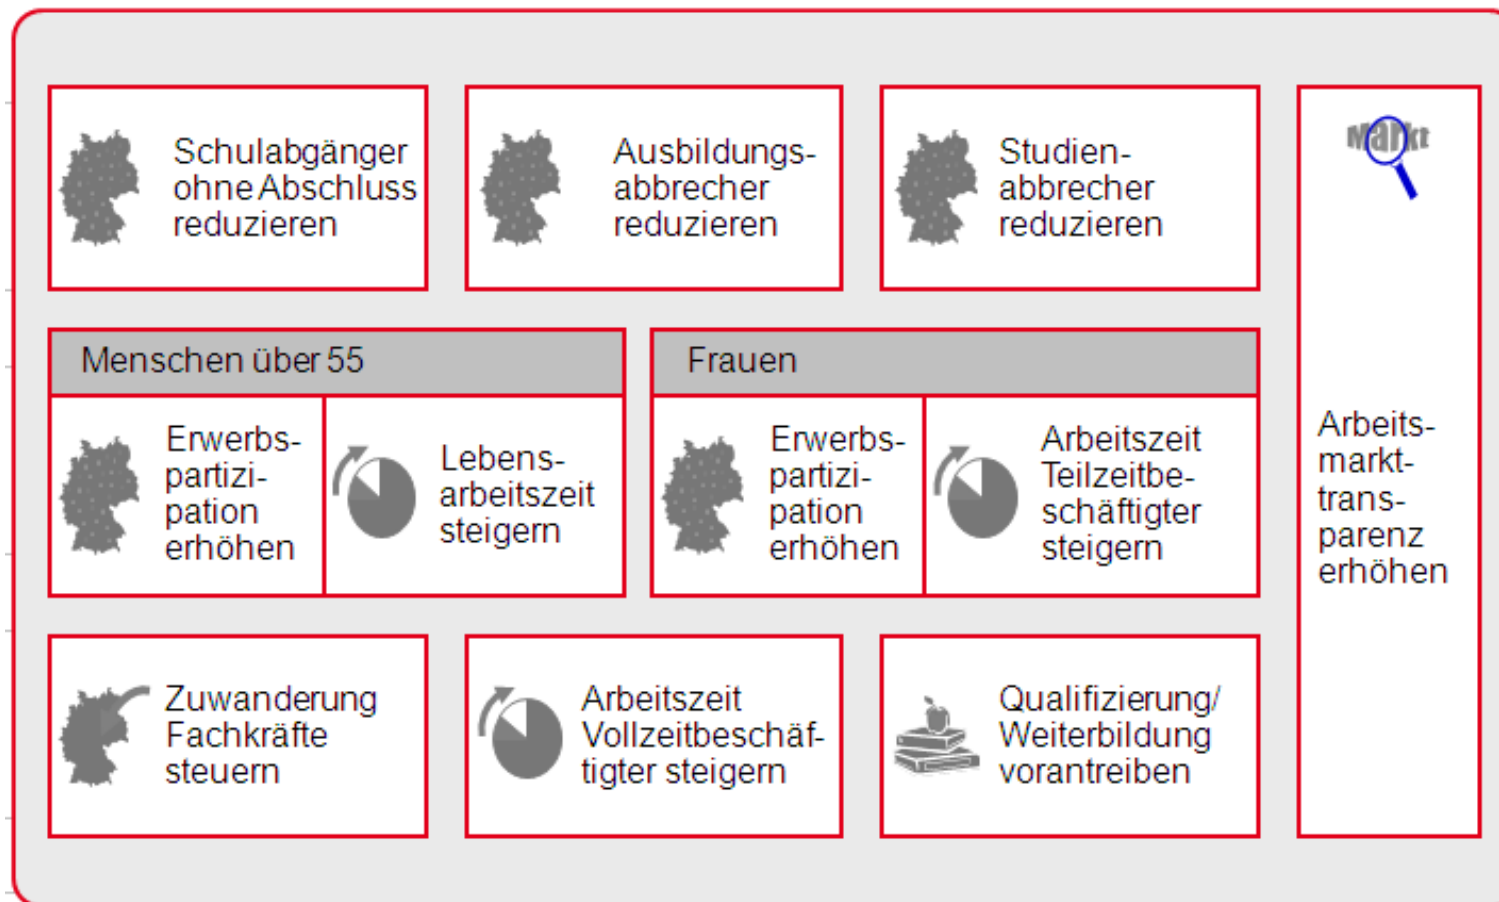 Schulabgänger
ohne Abschluss
reduzieren
Ausbildungs-
abbrecher
reduzieren
Studien-
abbrecher
reduzieren
Markt
Arbeits-
markt-
trans-
parenz
erhöhen
Menschen über 55
Erwerbs-
partizi-
pation
erhöhen
Lebens-
arbeitszeit
steigern
Frauen
Erwerbs-
partizi-
pation
erhöhen
Arbeitszeit
Teilzeitbe-
schäftigter
steigern
Zuwanderung
Fachkräfte
steuern
Arbeitszeit
Vollzeitbeschäf-
tigter steigern
Qualifizierung/
Weiterbildung
vorantreiben